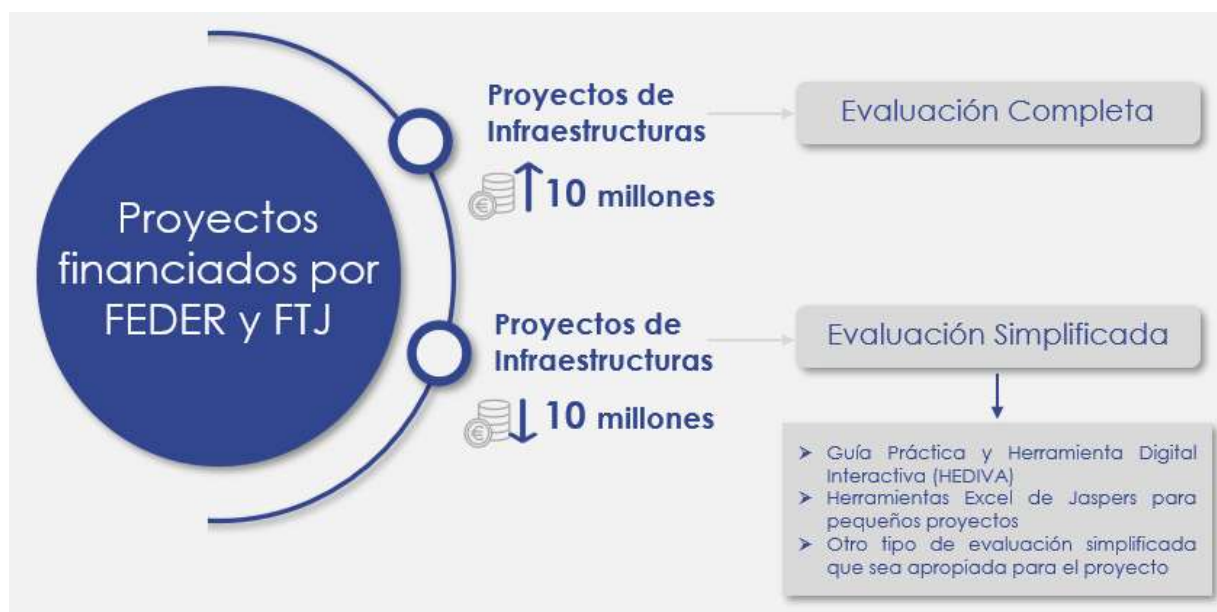 Proyectos
financiados por
FEDER y FTJ
Proyectos de
Infraestructuras
€
10 millones
Evaluación Completa
Proyectos de
Infraestructuras
€
10 millones
Evaluación Simplificada
➤ Guía Práctica y Herramienta Digital
Interactiva (HEDIVA)
➤ Herramientas Excel de Jaspers para
pequeños proyectos
➤ Otro tipo de evaluación simplificada
que sea apropiada para el proyecto